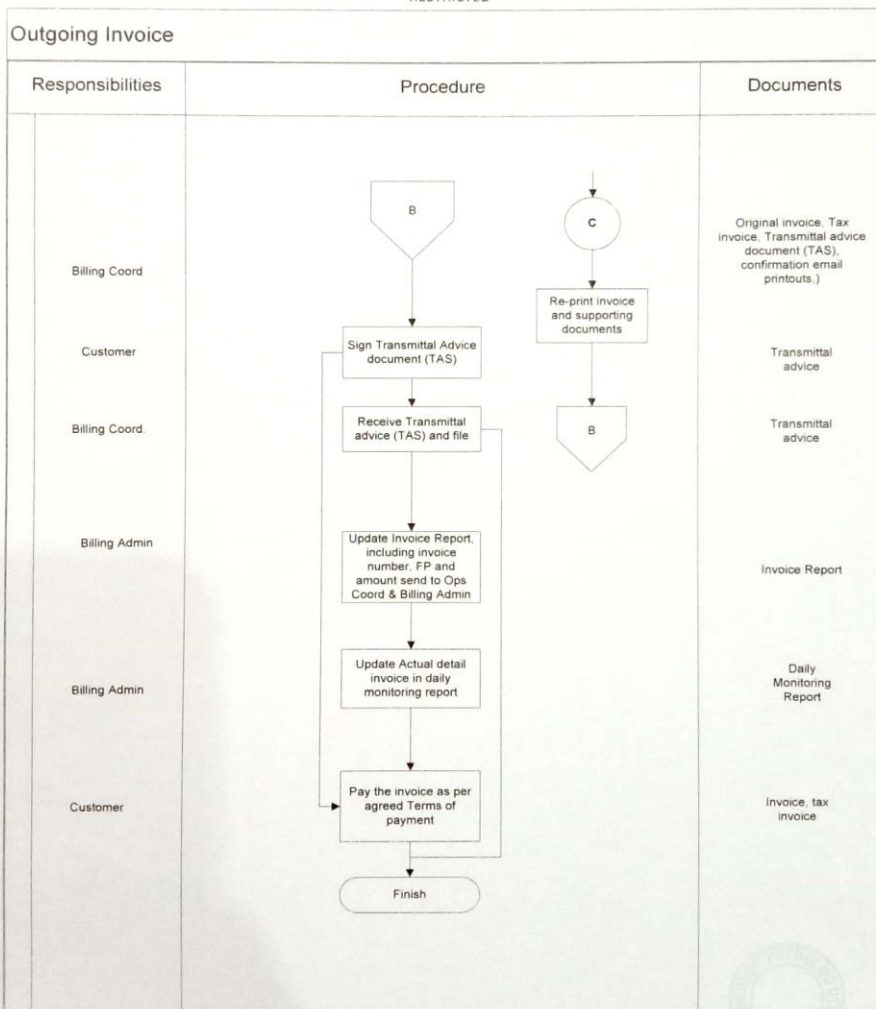 Outgoing Invoice
Responsibilities
Procedure
Documents
B
C
Original invoice, Tax
invoice, Transmittal advice
document (TAS),
confirmation email
printouts,)
Billing Coord
Re-print invoice
and supporting
documents
Customer
Sign Transmittal Advice
document (TAS)
Transmittal
advice
Billing Coord.
Receive Transmittal
advice (TAS) and file
B
Transmittal
advice
Billing Admin
Update Invoice Report,
including invoice
number, FP and
amount send to Ops
Coord & Billing Admin
Invoice Report
Billing Admin
Update Actual detail
invoice in daily
monitoring report
Daily
Monitoring
Report
Customer
Pay the invoice as per
agreed Terms of
payment
Invoice, tax
invoice
Finish